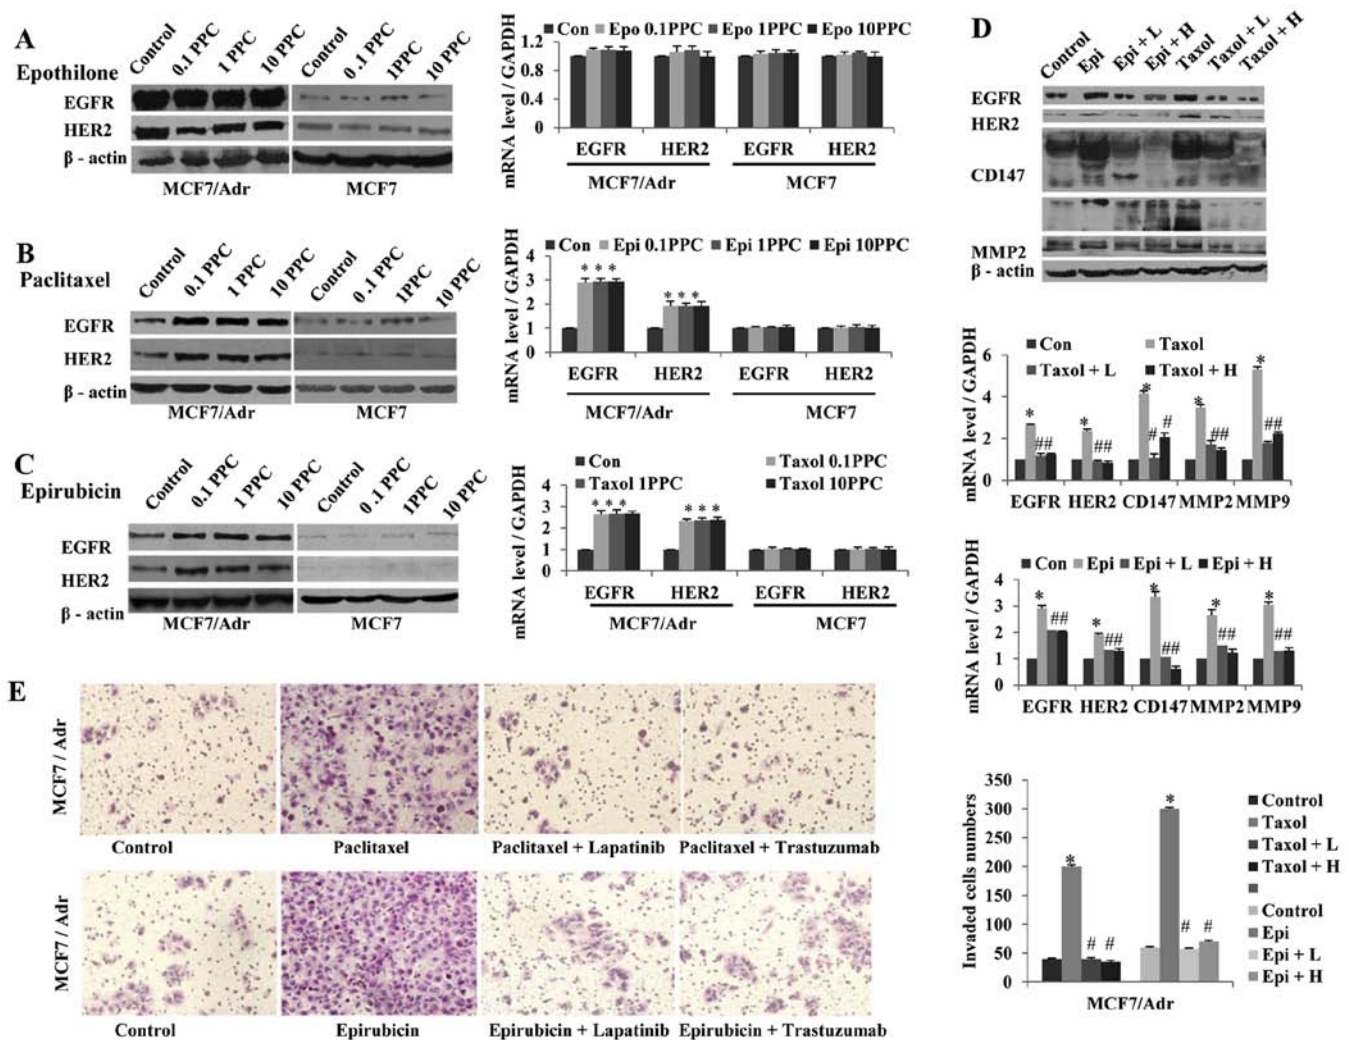 A
Epothilone
Control 0.1 PPC 1 PPC 10 PPC Control 0.1 PPC 1PPC 10 PPC
EGFR
HER2
β - actin
MCF7/Adr MCF7
Con Epo 0.1PPC Epo 1PPC Epo 10PPC
mRNA level / GAPDH
1.2
0.8
0.4
0
EGFR HER2 EGFR HER2
MCF7/Adr MCF7
B
Paclitaxel
Control 0.1 PPC 1 PPC 10 PPC Control 0.1 PPC 1PPC 10 PPC
EGFR
HER2
β - actin
MCF7/Adr MCF7
Con Epi 0.1PPC Epi 1PPC Epi 10PPC
mRNA level / GAPDH
4
3
2
1
0
* * * * * *
EGFR HER2 EGFR HER2
MCF7/Adr MCF7
C
Epirubicin
Control 0.1 PPC 1 PPC 10 PPC Control 0.1 PPC 1PPC 10 PPC
EGFR
HER2
β - actin
MCF7/Adr MCF7
Con Taxol 0.1PPC
Taxol 1PPC Taxol 10PPC
mRNA level / GAPDH
4
3
2
1
0
* * * * * *
EGFR HER2 EGFR HER2
MCF7/Adr MCF7
D
Control Epi Epi + L Epi + H Taxol Taxol + L Taxol + H
EGFR
HER2
CD147
MMP2
β - actin
Con Taxol
Taxol + L Taxol + H
mRNA level / GAPDH
6
4
2
0
* ## * ## * # # * ## *
EGFR HER2 CD147 MMP2 MMP9
Con Epi Epi + L Epi + H
mRNA level / GAPDH
4
3
2
1
0
* ## * ## * ## * ## * ##
EGFR HER2 CD147 MMP2 MMP9
E
MCF7 / Adr
Control Paclitaxel Paclitaxel + Lapatinib Paclitaxel + Trastuzumab
MCF7 / Adr
Control Epirubicin Epirubicin + Lapatinib Epirubicin + Trastuzumab
Invaded cells numbers
350
300
250
200
150
100
50
0
* # # * # #
MCF7/Adr
Control
Taxol
Taxol + L
Taxol + H
Control
Epi
Epi + L
Epi + H